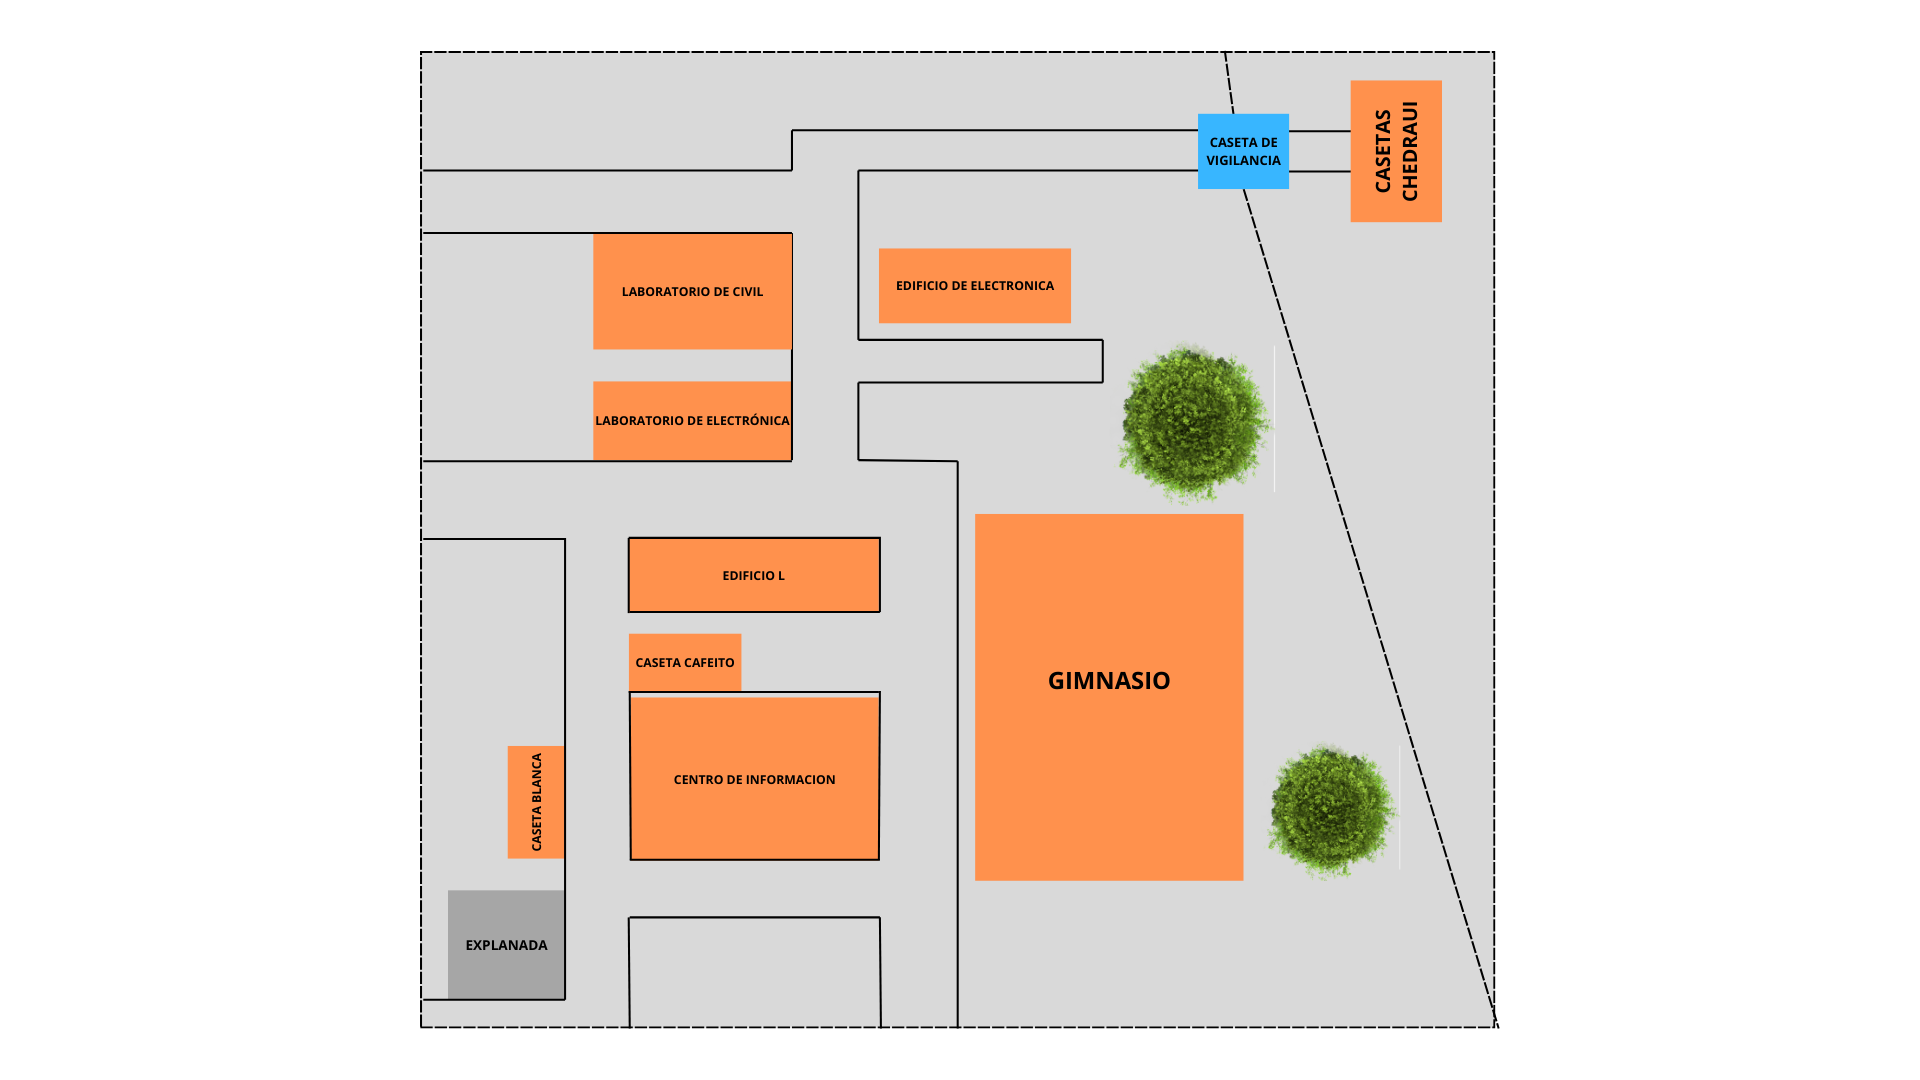 CASETAS
CHEDRAUI
CASETA DE
VIGILANCIA
LABORATORIO DE CIVIL
EDIFICIO DE ELECTRONICA
LABORATORIO DE ELECTRÓNICA
EDIFICIO L
CASETA CAFEITO
GIMNASIO
CENTRO DE INFORMACION
CASETA BLANCA
EXPLANADA